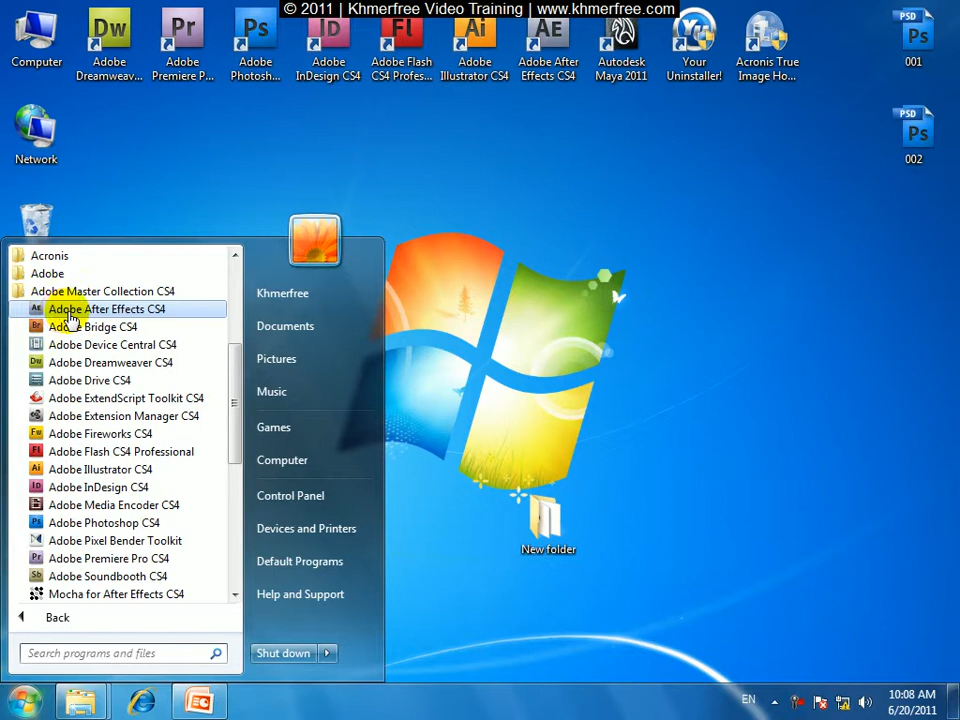 © 2011 | Khmerfree Video Training | www.khmerfree.com
Computer
Adobe Dreamweav...
Adobe Premiere P...
Adobe Photosh...
Adobe InDesign CS4
Adobe Flash CS4 Profes...
Adobe Illustrator CS4
Adobe After Effects CS4
Autodesk Maya 2011
Your Uninstaller!
Acronis True Image Ho...
PSD
Ps
001
Network
PSD
Ps
002
Acronis
Adobe
Adobe Master Collection CS4
Adobe After Effects CS4
Adobe Bridge CS4
Adobe Device Central CS4
Adobe Dreamweaver CS4
Adobe Drive CS4
Adobe ExtendScript Toolkit CS4
Adobe Extension Manager CS4
Adobe Fireworks CS4
Adobe Flash CS4 Professional
Adobe Illustrator CS4
Adobe InDesign CS4
Adobe Media Encoder CS4
Adobe Photoshop CS4
Adobe Pixel Bender Toolkit
Adobe Premiere Pro CS4
Adobe Soundbooth CS4
Mocha for After Effects CS4
Back
Search programs and files
Khmerfree
Documents
Pictures
Music
Games
Computer
Control Panel
Devices and Printers
Default Programs
Help and Support
Shut down
New folder
EN
10:08 AM
6/20/2011